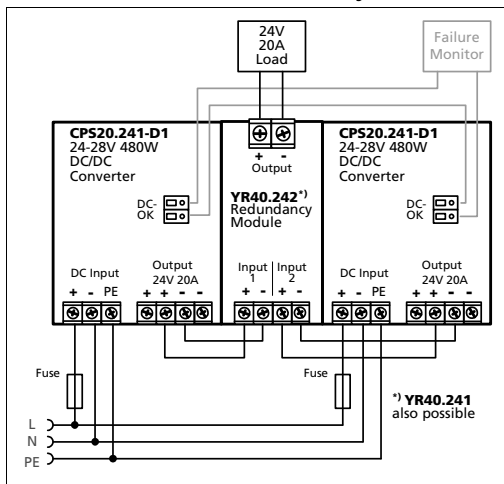 24V
20A
Load
Failure
Monitor
+ -
Output
CPS20.241-D1
24-28V 480W
DC/DC
Converter
DC-
OK
DC Input
+ - PE
Output
24V 20A
+ + - -
YR40.242*)
Redundancy
Module
Input
1
Input
2
+ - + -
CPS20.241-D1
24-28V 480W
DC/DC
Converter
DC-
OK
DC Input
+ - PE
Output
24V 20A
+ + - -
Fuse
Fuse
*) YR40.241
also possible
L
N
PE